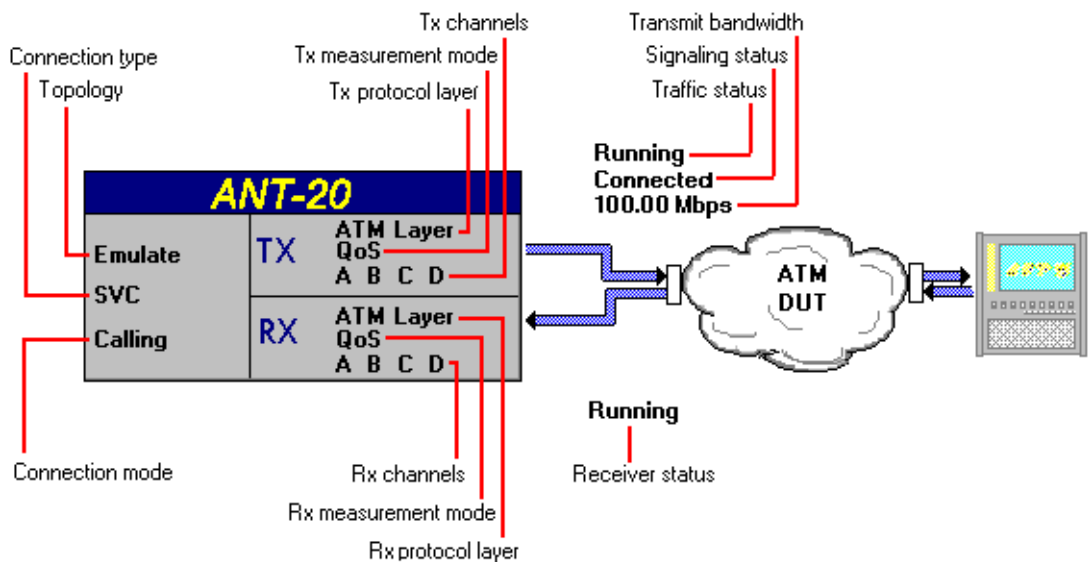 Tx channels
Transmit bandwidth
Tx measurement mode
Signaling status
Connection type
Topology
Tx protocol layer
Traffic status
Running
Connected
100.00 Mbps
ANT-20
Emulate
SVC
Calling
TX
ATM Layer
QoS
A B C D
RX
ATM Layer
QoS
A B C D
ATM
DUT
Running
Connection mode
Rx channels
Receiver status
Rx measurement mode
Rx protocol layer